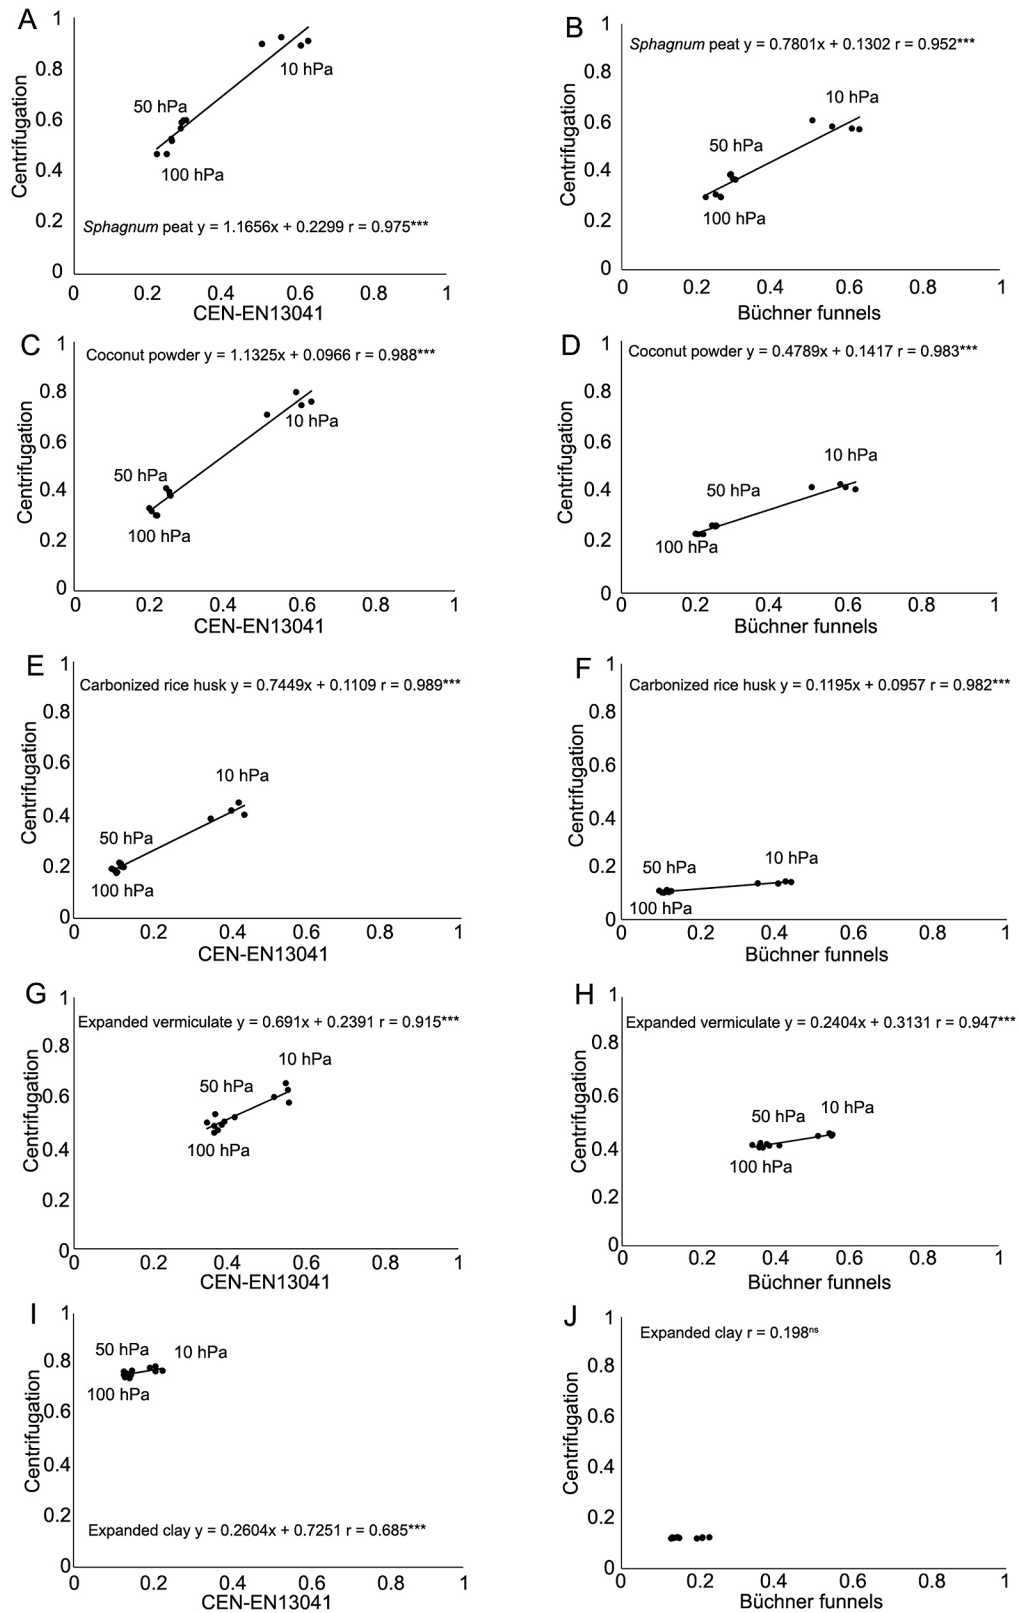 A
1
0.8
0.6
0.4
0.2
0
Centrifugation
50 hPa
10 hPa
100 hPa
Sphagnum peat y = 1.1656x + 0.2299 r = 0.975***
0 0.2 0.4 0.6 0.8 1
CEN-EN13041
B
1
0.8
0.6
0.4
0.2
0
Centrifugation
Sphagnum peat y = 0.7801x + 0.1302 r = 0.952***
10 hPa
50 hPa
100 hPa
0 0.2 0.4 0.6 0.8 1
Büchner funnels
C
1
0.8
0.6
0.4
0.2
0
Centrifugation
Coconut powder y = 1.1325x + 0.0966 r = 0.988***
10 hPa
50 hPa
100 hPa
0 0.2 0.4 0.6 0.8 1
CEN-EN13041
D
1
0.8
0.6
0.4
0.2
0
Centrifugation
Coconut powder y = 0.4789x + 0.1417 r = 0.983***
10 hPa
50 hPa
100 hPa
0 0.2 0.4 0.6 0.8 1
Büchner funnels
E
1
0.8
0.6
0.4
0.2
0
Centrifugation
Carbonized rice husk y = 0.7449x + 0.1109 r = 0.989***
10 hPa
50 hPa
100 hPa
0 0.2 0.4 0.6 0.8 1
CEN-EN13041
F
1
0.8
0.6
0.4
0.2
0
Centrifugation
Carbonized rice husk y = 0.1195x + 0.0957 r = 0.982***
10 hPa
50 hPa
100 hPa
0 0.2 0.4 0.6 0.8 1
Büchner funnels
G
1
0.8
0.6
0.4
0.2
0
Centrifugation
Expanded vermiculate y = 0.691x + 0.2391 r = 0.915***
10 hPa
50 hPa
100 hPa
0 0.2 0.4 0.6 0.8 1
CEN-EN13041
H
1
0.8
0.6
0.4
0.2
0
Centrifugation
Expanded vermiculate y = 0.2404x + 0.3131 r = 0.947***
10 hPa
50 hPa
100 hPa
0 0.2 0.4 0.6 0.8 1
Büchner funnels
I
1
0.8
0.6
0.4
0.2
0
Centrifugation
50 hPa
10 hPa
100 hPa
Expanded clay y = 0.2604x + 0.7251 r = 0.685***
0 0.2 0.4 0.6 0.8 1
CEN-EN13041
J
1
0.8
0.6
0.4
0.2
0
Centrifugation
Expanded clay r = 0.198ns
0 0.2 0.4 0.6 0.8 1
Büchner funnels